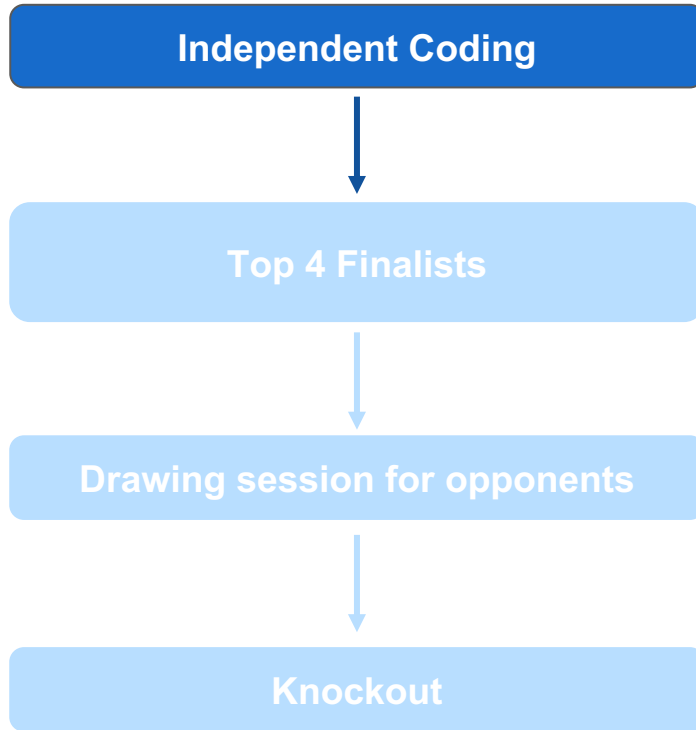 Independent Coding
Top 4 Finalists
Drawing session for opponents
Knockout